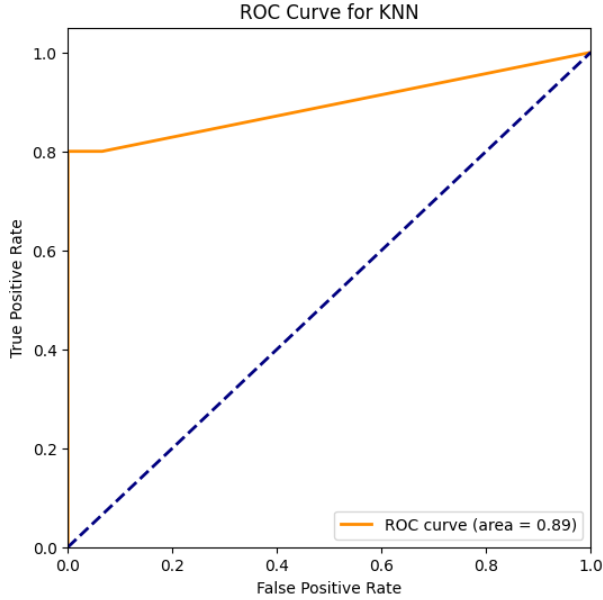 ROC Curve for KNN
1.0
0.8
0.6
0.4
0.2
0.0
True Positive Rate
ROC curve (area = 0.89)
0.0 0.2 0.4 0.6 0.8 1.0
False Positive Rate